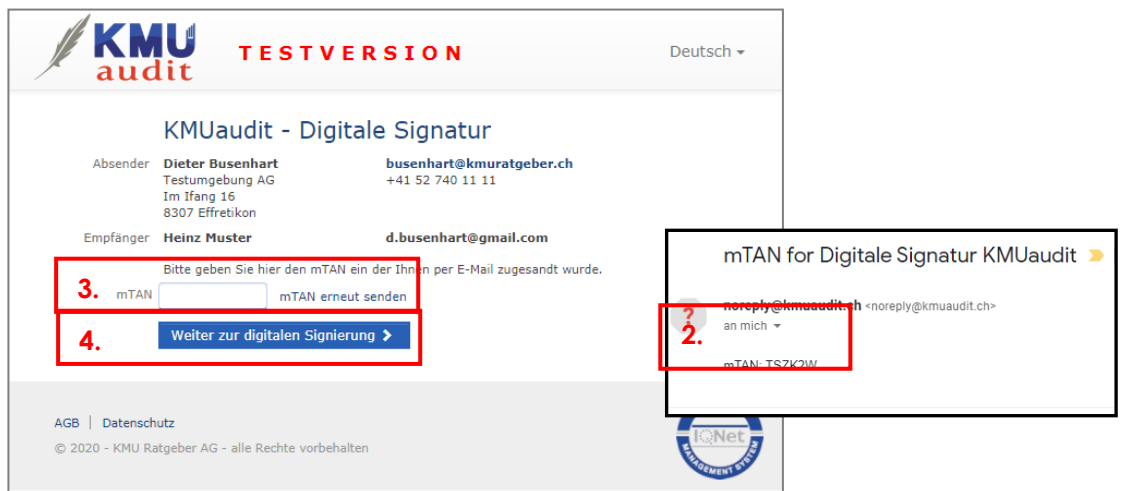 KMU
audit
TESTVERSION
Deutsch
KMUaudit - Digitale Signatur
Absender Dieter Busenhart busenhart@kmuratgeber.ch
Testumgebung AG +41 52 740 11 11
Im Ifang 16
8307 Effretikon
Empfänger Heinz Muster d.busenhart@gmail.com
Bitte geben Sie hier den mTAN ein der Ihnen per E-Mail zugesandt wurde.
3. mTAN mTAN erneut senden
4. Weiter zur digitalen Signierung
AGB | Datenschutz
© 2020 - KMU Ratgeber AG - alle Rechte vorbehalten
IQNet
MANAGEMENT SYSTEM
mTAN for Digitale Signatur KMUaudit
noreply@kmuaudit.ch <noreply@kmuaudit.ch>
?
an mich
2.
mTAN: TSZK2W